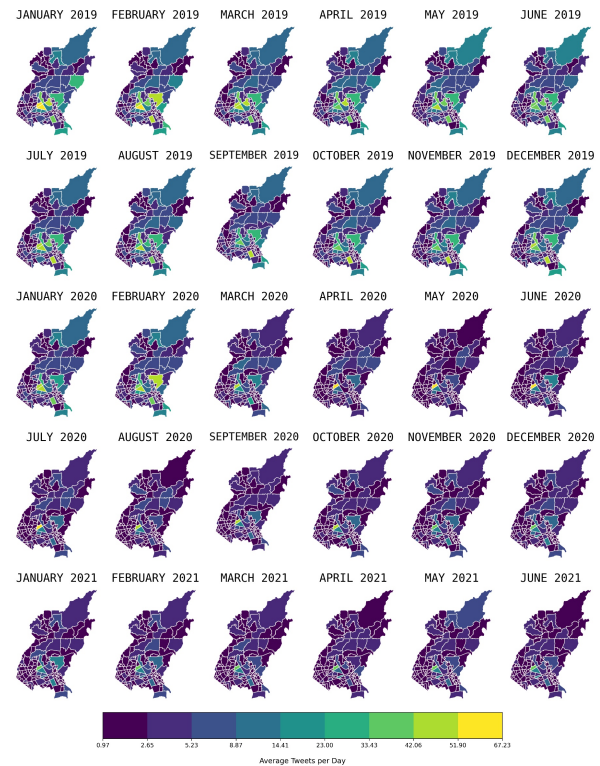 JANUARY 2019 FEBRUARY 2019 MARCH 2019 APRIL 2019 MAY 2019 JUNE 2019
JULY 2019 AUGUST 2019 SEPTEMBER 2019 OCTOBER 2019 NOVEMBER 2019 DECEMBER 2019
JANUARY 2020 FEBRUARY 2020 MARCH 2020 APRIL 2020 MAY 2020 JUNE 2020
JULY 2020 AUGUST 2020 SEPTEMBER 2020 OCTOBER 2020 NOVEMBER 2020 DECEMBER 2020
JANUARY 2021 FEBRUARY 2021 MARCH 2021 APRIL 2021 MAY 2021 JUNE 2021
0.97 2.65 5.23 8.87 14.41 23.00 33.43 42.06 51.90 67.23
Average Tweets per Day